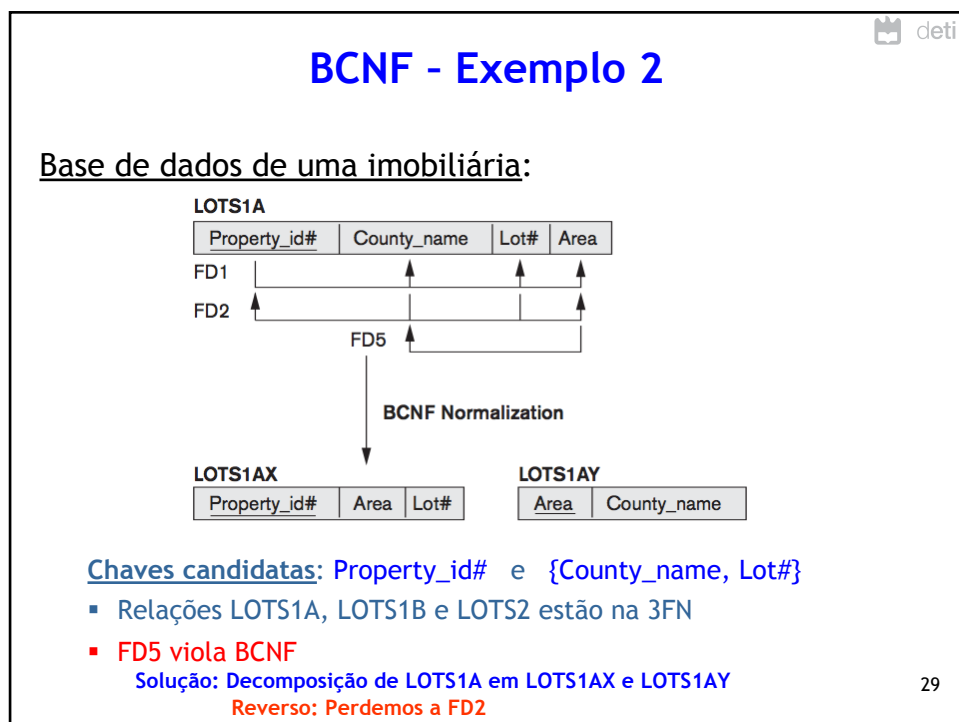 deti
BCNF – Exemplo 2
Base de dados de uma imobiliária:
LOTS1A
Property_id# County_name Lot# Area
FD1
FD2
FD5
BCNF Normalization
LOTS1AX
Property_id# Area Lot#
LOTS1AY
Area County_name
Chaves candidatas: Property_id# e {County_name, Lot#}
▪ Relações LOTS1A, LOTS1B e LOTS2 estão na 3FN
▪ FD5 viola BCNF
Solução: Decomposição de LOTS1A em LOTS1AX e LOTS1AY
Reverso: Perdemos a FD2
29